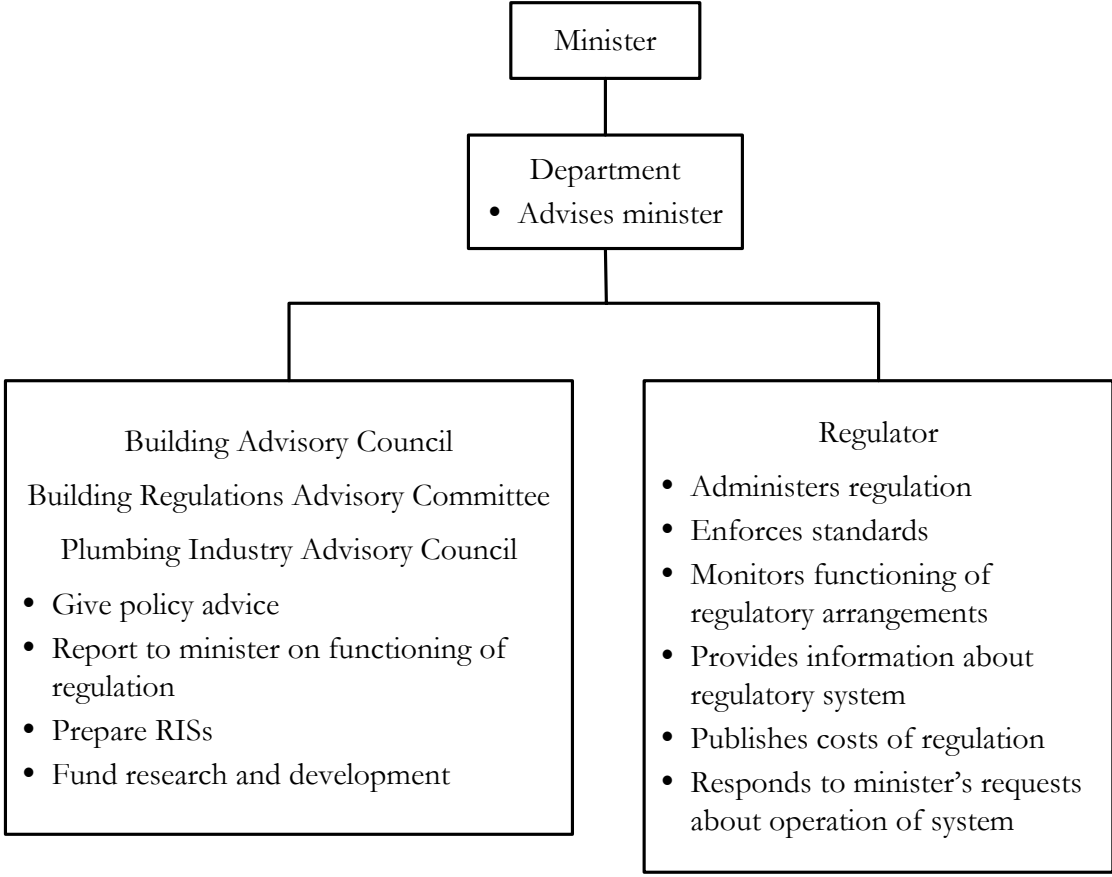 Minister
Department
• Advises minister
Building Advisory Council
Building Regulations Advisory Committee
Plumbing Industry Advisory Council
• Give policy advice
• Report to minister on functioning of
regulation
• Prepare RISs
• Fund research and development
Regulator
• Administers regulation
• Enforces standards
• Monitors functioning of
regulatory arrangements
• Provides information about
regulatory system
• Publishes costs of regulation
• Responds to minister’s requests
about operation of system